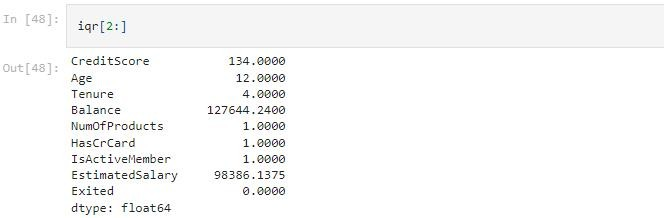 In [48]: iqr[2:]
Out[48]: CreditScore 134.0000
Age 12.0000
Tenure 4.0000
Balance 127644.2400
NumOfProducts 1.0000
HasCrCard 1.0000
IsActiveMember 1.0000
EstimatedSalary 98386.1375
Exited 0.0000
dtype: float64